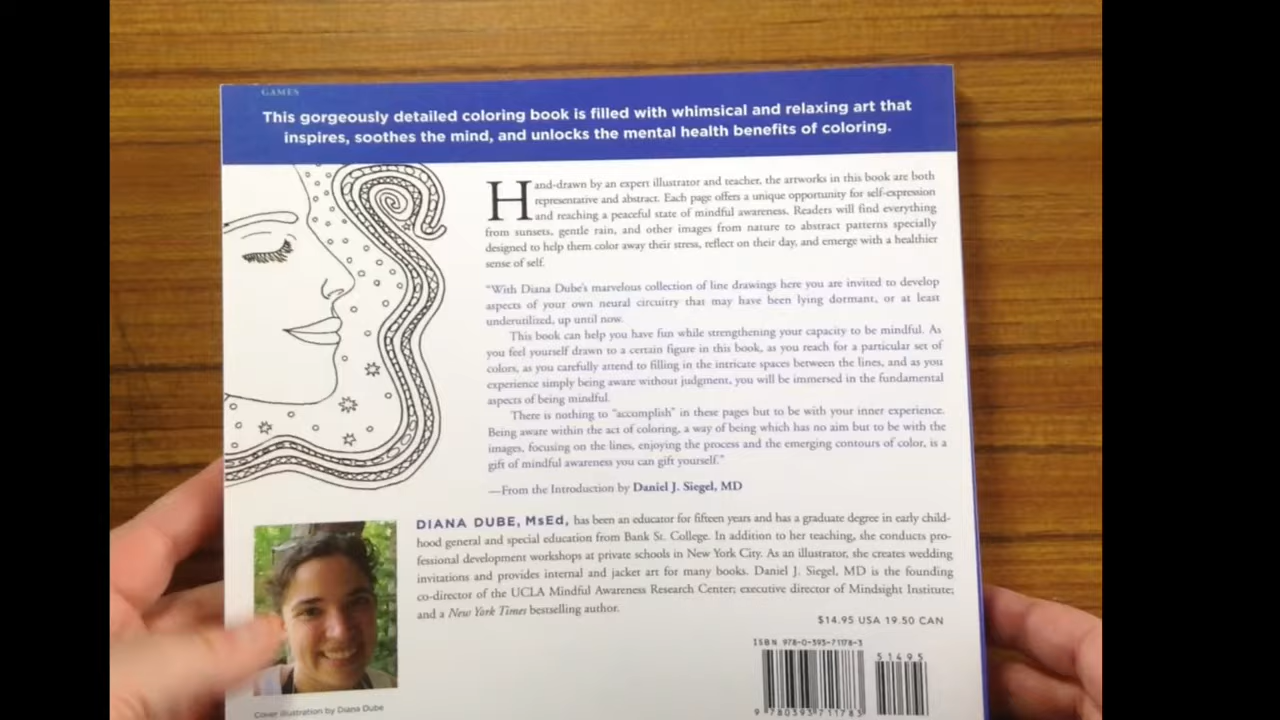 GAMES
This gorgeously detailed coloring book is filled with whimsical and relaxing art that
inspires, soothes the mind, and unlocks the mental health benefits of coloring.
Hand-drawn by an expert illustrator and teacher, the artworks in this book are both
representative and abstract. Each page offers a unique opportunity for self-expression
and reaching a peaceful state of mindful awareness. Readers will find everything
from sunsets, gentle rain, and other images from nature to abstract patterns specially
designed to help them color away their stress, reflect on their day, and emerge with a healthier
sense of self.
"With Diana Dube's marvelous collection of line drawings here you are invited to develop
aspects of your own neural circuitry that may have been lying dormant, or at least
underutilized, up until now.
This book can help you have fun while strengthening your capacity to be mindful. As
you feel yourself drawn to a certain figure in this book, as you reach for a particular set of
colors, as you carefully attend to filling in the intricate spaces between the lines, and as you
experience simply being aware without judgment, you will be immersed in the fundamental
aspects of being mindful.
There is nothing to "accomplish" in these pages but to be with your inner experience.
Being aware within the act of coloring, a way of being which has no aim but to be with the
images, focusing on the lines, enjoying the process and the emerging contours of color, is a
gift of mindful awareness you can gift yourself."
—From the Introduction by Daniel J. Siegel, MD
DIANA DUBE, MsEd, has been an educator for fifteen years and has a graduate degree in early child-
hood general and special education from Bank St. College. In addition to her teaching, she conducts pro-
fessional development workshops at private schools in New York City. As an illustrator, she creates wedding
invitations and provides internal and jacket art for many books. Daniel J. Siegel, MD is the founding
co-director of the UCLA Mindful Awareness Research Center; executive director of Mindsight Institute;
and a New York Times bestselling author.
$14.95 USA 19.50 CAN
ISBN 978-0-393-71178-3
51495
9 780393 711783
Cover illustration by Diana Dube